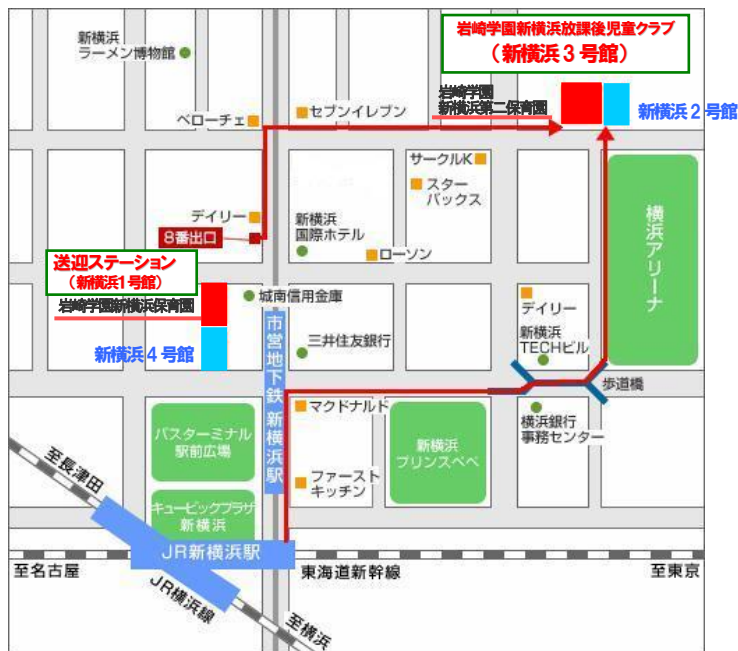 岩崎学園新横浜放課後児童クラブ
(新横浜3号館)
新横浜
ラーメン博物館
岩崎学園
新横浜第二保育園
新横浜2号館
セブンイレブン
ベローチェ
サークルK
スター
バックス
デイリー
8番出口
新横浜
国際ホテル
ローソン
横浜アリーナ
送迎ステーション
(新横浜1号館)
岩崎学園新横浜保育園
新横浜4号館
城南信用金庫
市営地下鉄 新横浜駅
三井住友銀行
デイリー
新横浜
TECHビル
歩道橋
マクドナルド
横浜銀行
事務センター
バスターミナル
駅前広場
新横浜
プリンスペペ
ファースト
キッチン
至長津田
キュービックプラザ
新横浜
JR新横浜駅
至名古屋
東海道新幹線
至東京
JR横浜線
至横浜